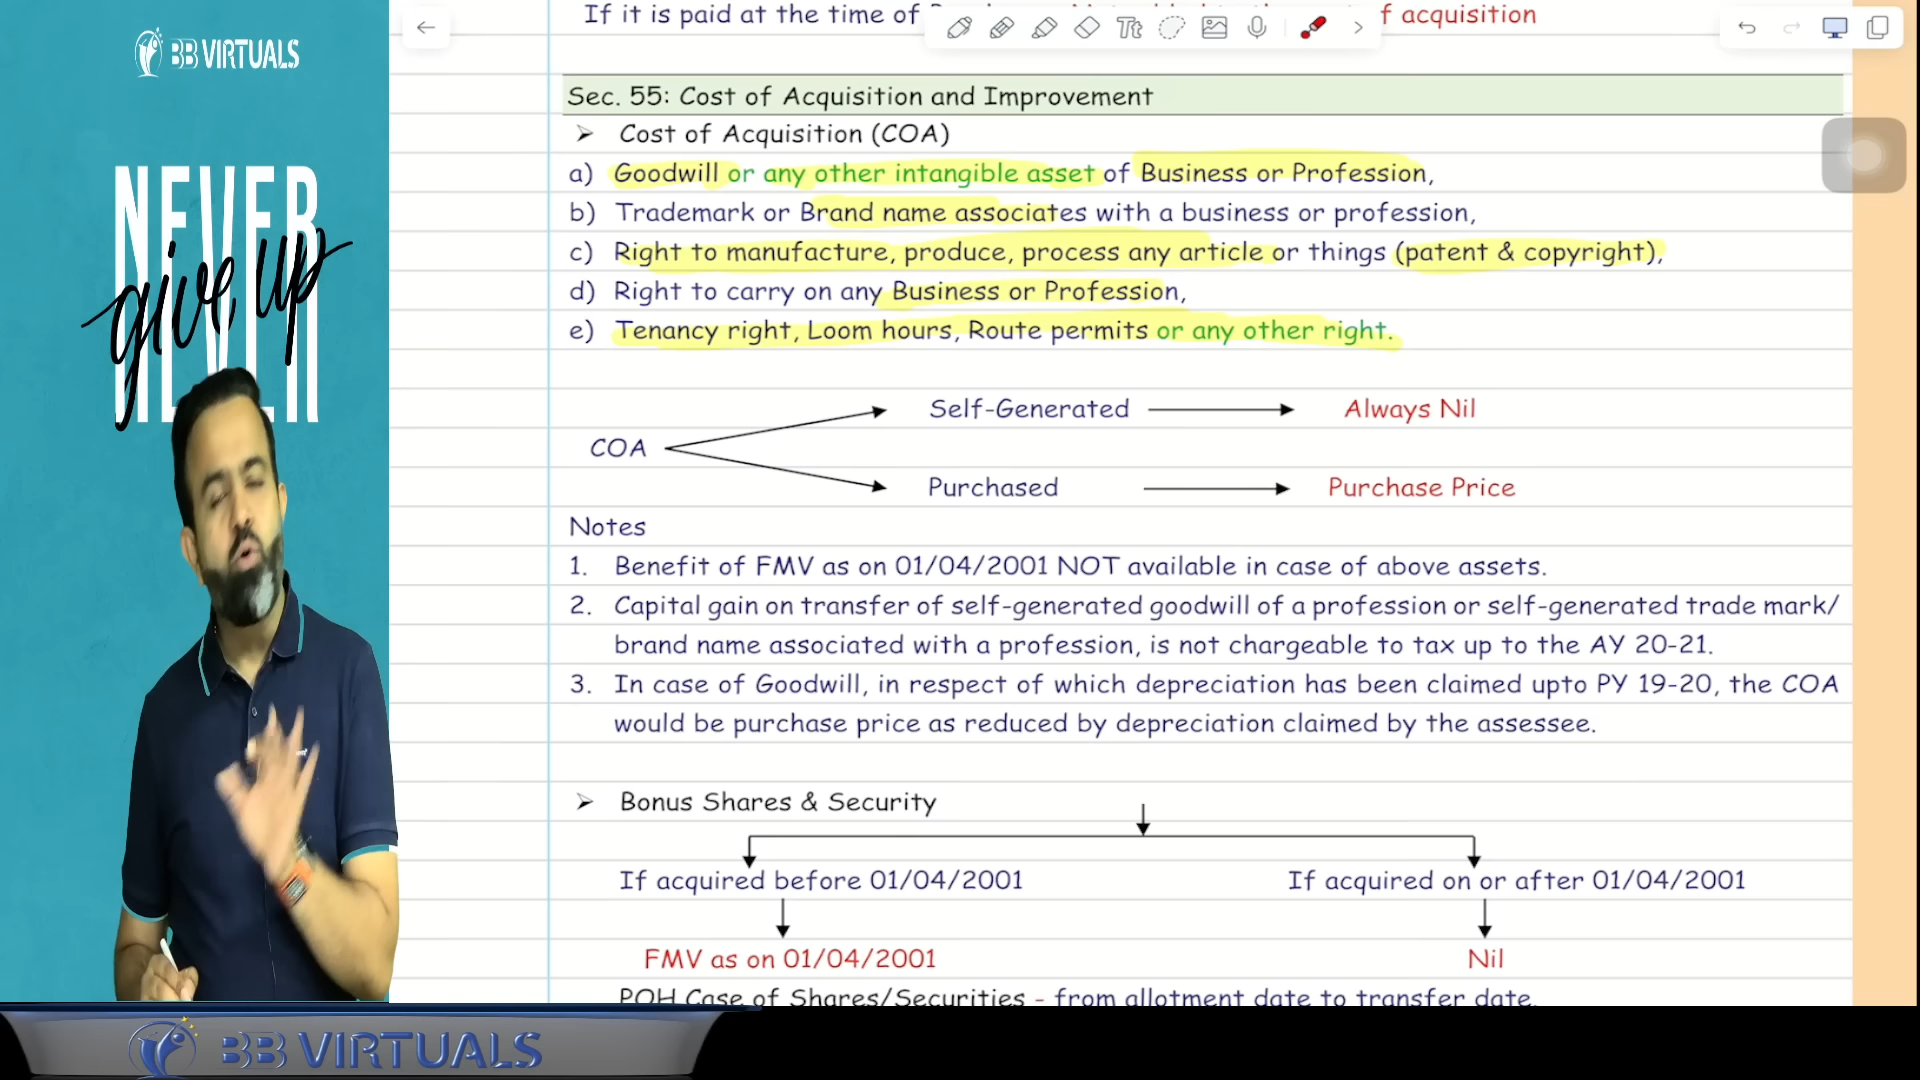 BB VIRTUALS
NEVER
give up
NEVER
If it is paid at the time of
f acquisition
Tt
Sec. 55: Cost of Acquisition and Improvement
➢ Cost of Acquisition (COA)
a) Goodwill or any other intangible asset of Business or Profession,
b) Trademark or Brand name associates with a business or profession,
c) Right to manufacture, produce, process any article or things (patent & copyright),
d) Right to carry on any Business or Profession,
e) Tenancy right, Loom hours, Route permits or any other right.
Self-Generated Always Nil
COA
Purchased Purchase Price
Notes
1. Benefit of FMV as on 01/04/2001 NOT available in case of above assets.
2. Capital gain on transfer of self-generated goodwill of a profession or self-generated trade mark/
brand name associated with a profession, is not chargeable to tax up to the AY 20-21.
3. In case of Goodwill, in respect of which depreciation has been claimed upto PY 19-20, the COA
would be purchase price as reduced by depreciation claimed by the assessee.
➢ Bonus Shares & Security
If acquired before 01/04/2001 If acquired on or after 01/04/2001
FMV as on 01/04/2001 Nil
POH Case of Shares/Securities - from allotment date to transfer date.
BB VIRTUALS